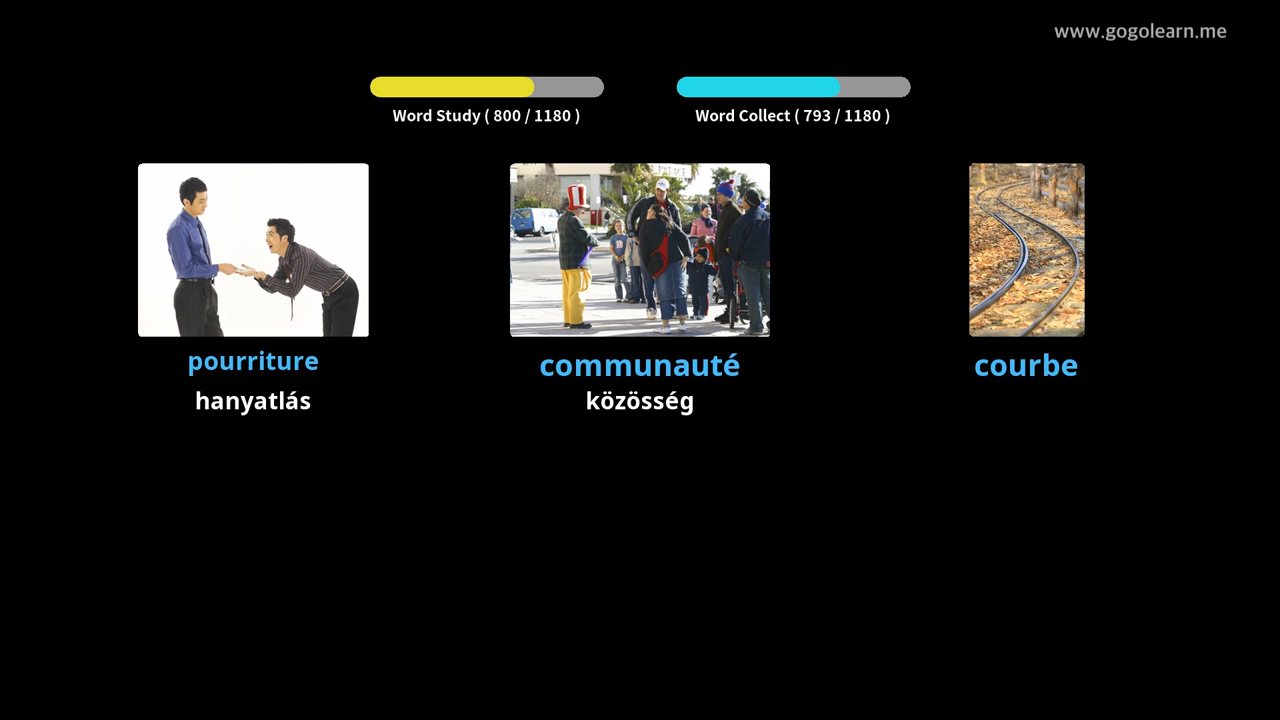 www.gogolearn.me
Word Study ( 800 / 1180 )
Word Collect ( 793 / 1180 )
pourriture
communauté
courbe
hanyatlás
közösség